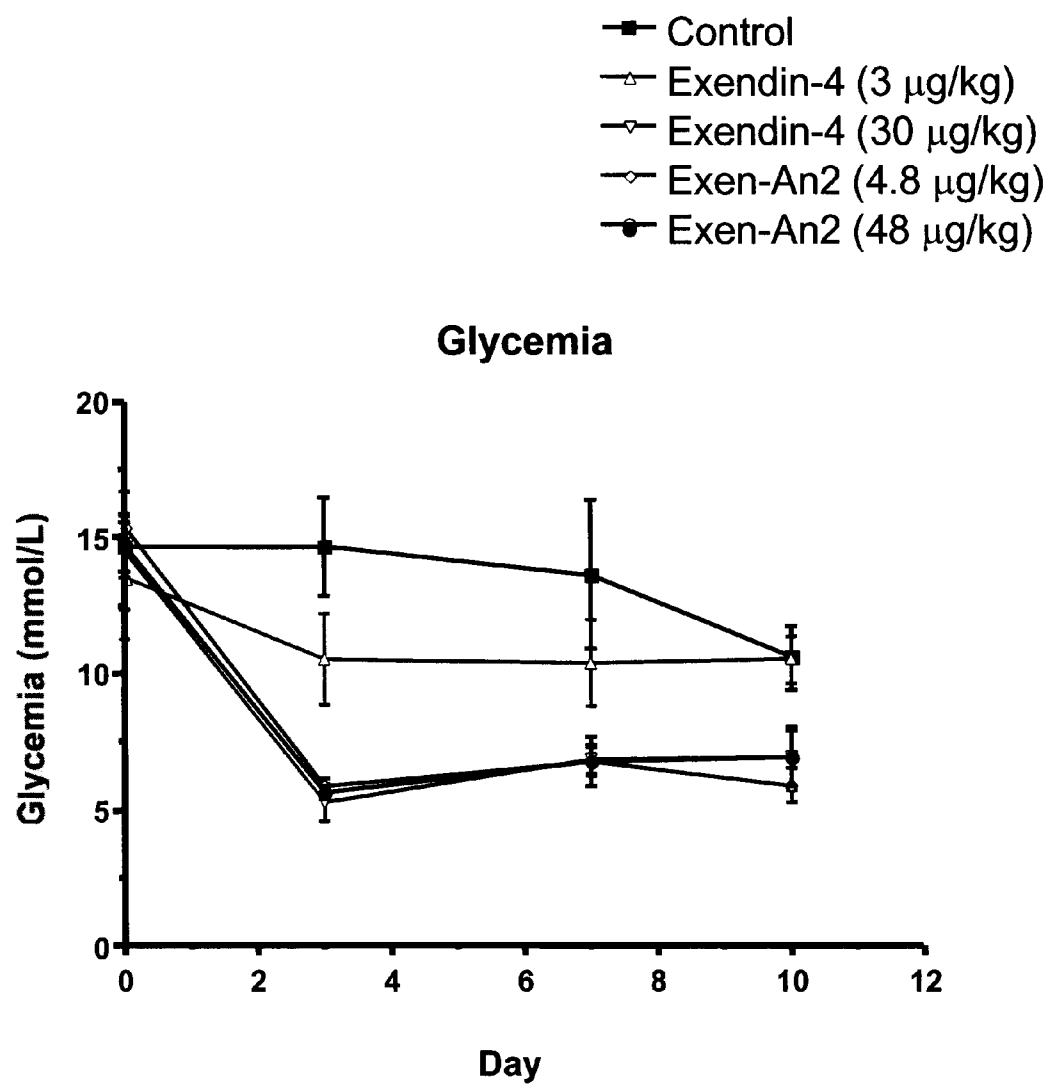 Control
Exendin-4 (3 μg/kg)
Exendin-4 (30 μg/kg)
Exen-An2 (4.8 μg/kg)
Exen-An2 (48 μg/kg)
Glycemia
20
15
10
5
0
Glycemia (mmol/L)
0 2 4 6 8 10 12
Day